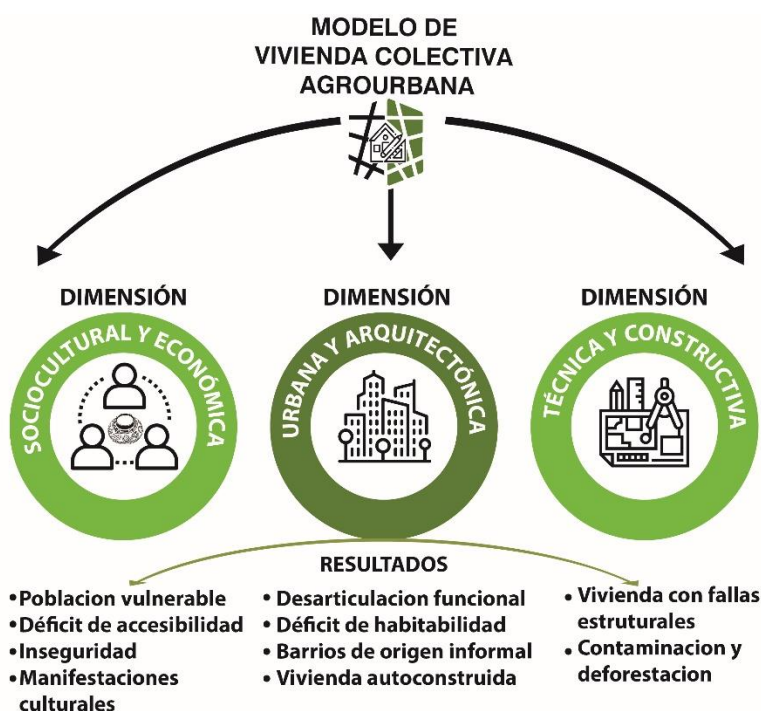 MODELO DE
VIVIENDA COLECTIVA
AGROURBANA
DIMENSIÓN
SOCIOCULTURAL Y ECONÓMICA
DIMENSIÓN
URBANA Y ARQUITECTÓNICA
DIMENSIÓN
TÉCNICA Y CONSTRUCTIVA
RESULTADOS
•Poblacion vulnerable
•Déficit de accesibilidad
•Inseguridad
•Manifestaciones
culturales
• Desarticulacion funcional
• Déficit de habitabilidad
• Barrios de origen informal
• Vivienda autoconstruida
• Vivienda con fallas
estruturales
• Contaminacion y
deforestacion